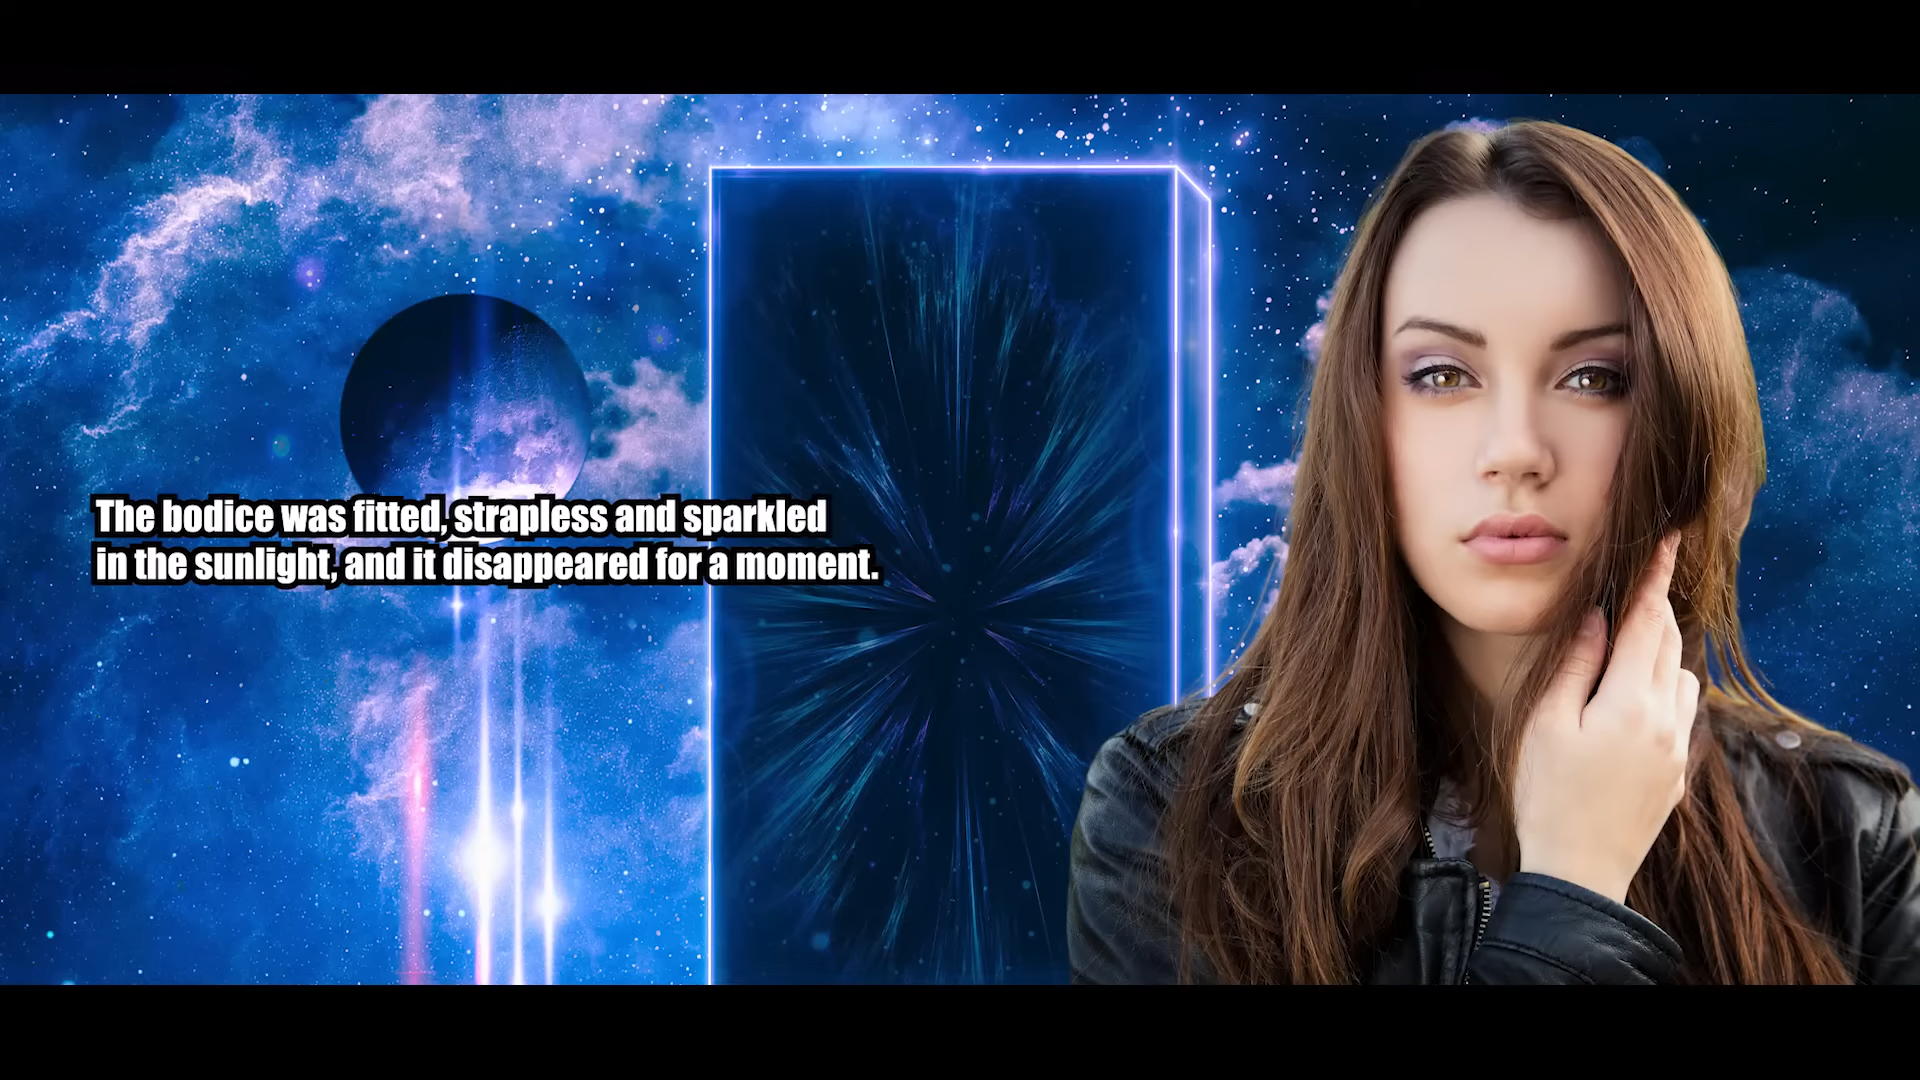 The bodice was fitted, strapless and sparkled
in the sunlight, and it disappeared for a moment.